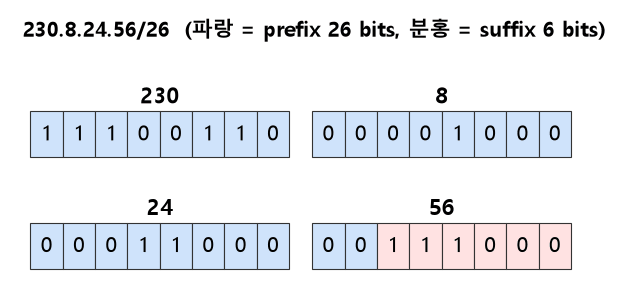 230.8.24.56/26 (파랑 = prefix 26 bits, 분홍 = suffix 6 bits)
230 8
1 1 1 0 0 1 1 0 0 0 0 0 1 0 0 0
24 56
0 0 0 1 1 0 0 0 0 0 1 1 1 0 0 0